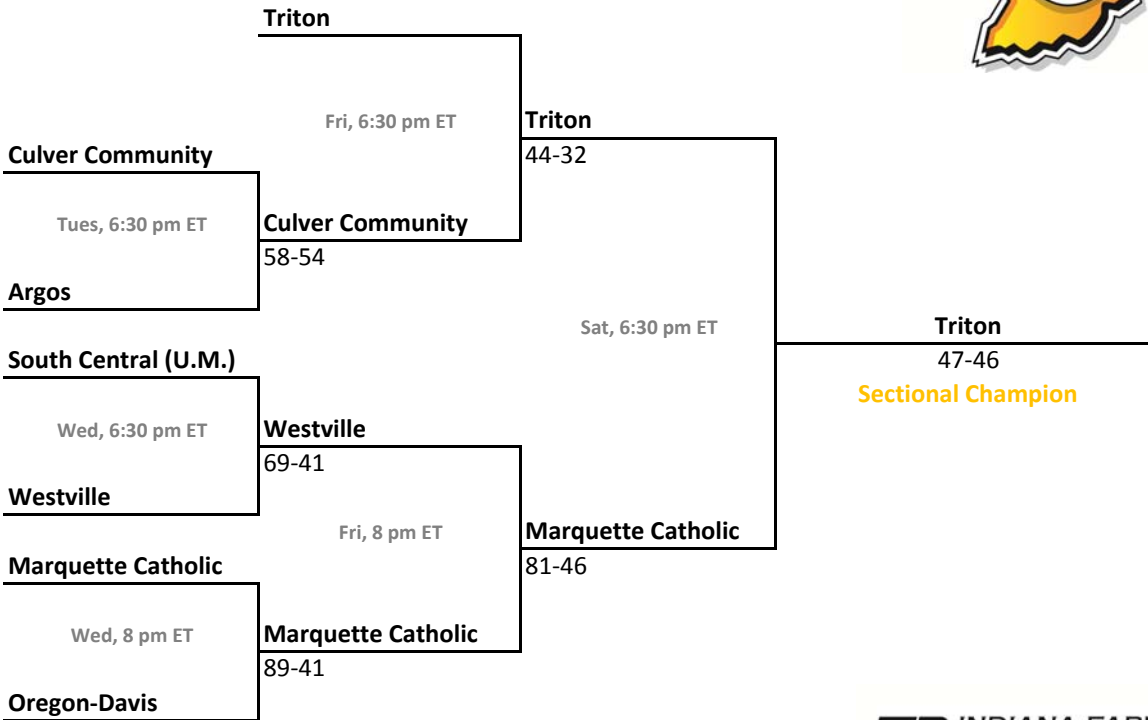 Triton
Fri, 6:30 pm ET
Triton
44-32
Culver Community
Tues, 6:30 pm ET
Culver Community
58-54
Argos
Sat, 6:30 pm ET
Triton
47-46
Sectional Champion
South Central (U.M.)
Wed, 6:30 pm ET
Westville
69-41
Westville
Fri, 8 pm ET
Marquette Catholic
81-46
Marquette Catholic
Wed, 8 pm ET
Marquette Catholic
89-41
Oregon-Davis
INDIANA